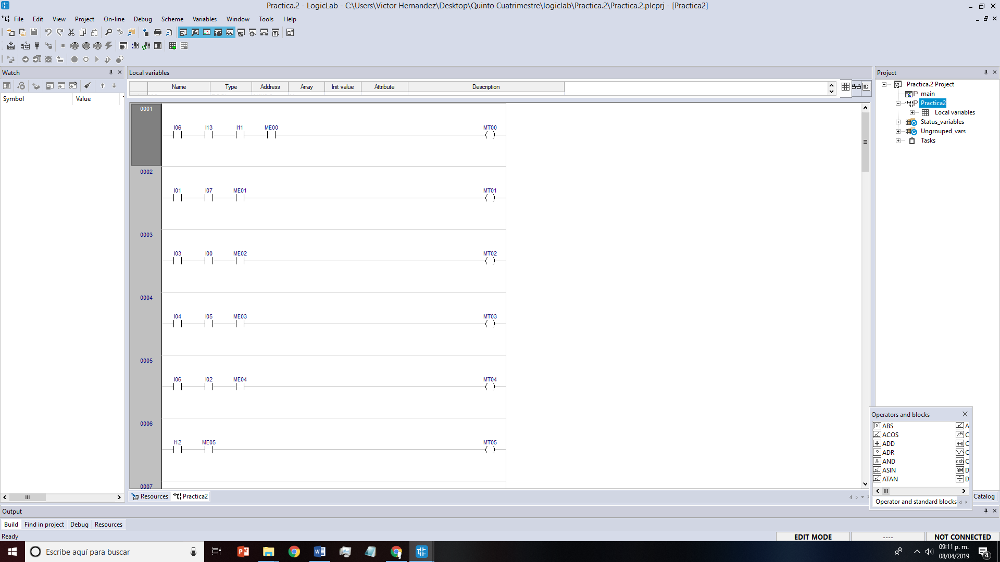 Practica.2 - LogicLab - C:\Users\Victor Hernandez\Desktop\Quinto Cuatrimestre\logiclab\Practica.2\Practica.2.plcprj - [Practica2]
File Edit View Project On-line Debug Scheme Variables Window Tools Help
Watch
Symbol Value
Local variables
Name Type Address Array Init value Attribute Description
0001
I06 I13 I11 ME00 MT00
0002
I01 I07 ME01 MT01
0003
I03 I00 ME02 MT02
0004
I04 I05 ME03 MT03
0005
I06 I02 ME04 MT04
0006
I12 ME05 MT05
0007
Resources Practica2
Project
Practica.2 Project
main
Practica2
Local variables
Status_variables
Ungrouped_vars
Tasks
Operators and blocks
ABS
ACOS
ADD
ADR
AND
ASIN
ATAN
Operator and standard blocks
Catalog
Output
Build Find in project Debug Resources
Ready
EDIT MODE ---- NOT CONNECTED
Escribe aquí para buscar
09:11 p. m.
08/04/2019
4